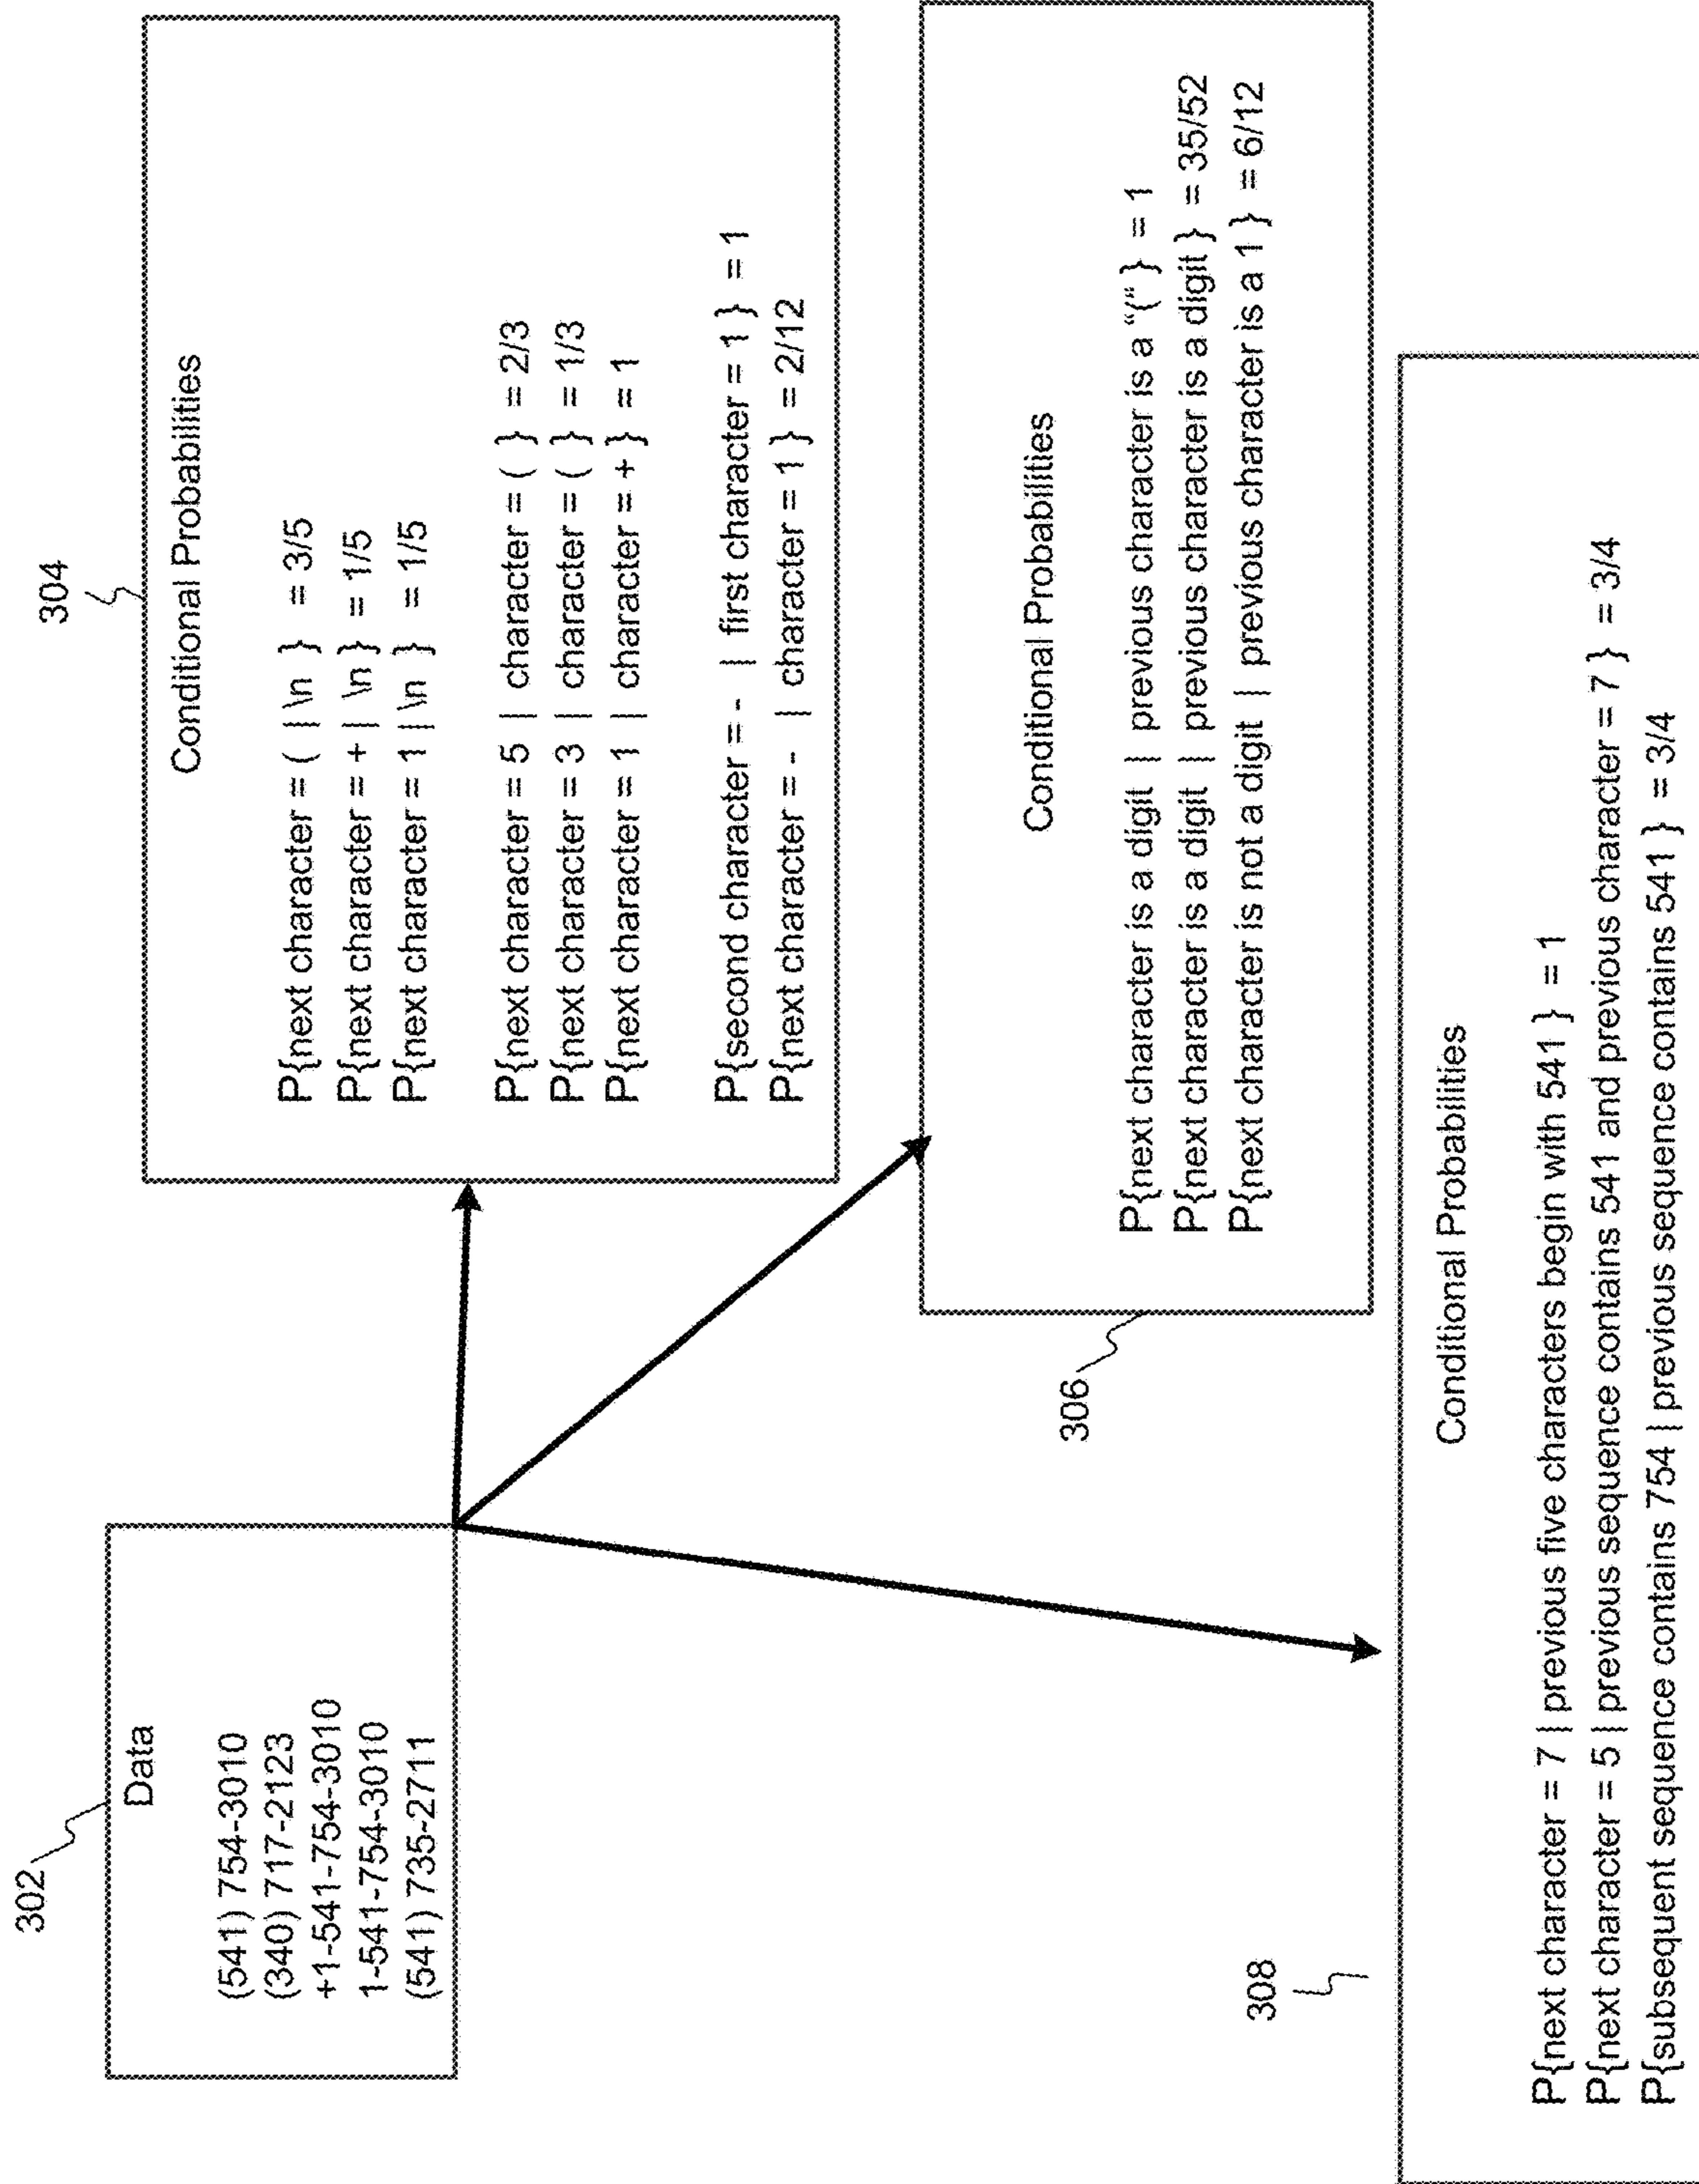 302
Data
(541) 754-3010
(340) 717-2123
+1-541-754-3010
1-541-754-3010
(541) 735-2711
304
Conditional Probabilities
P{next character = ( | \n } = 3/5
P{next character = + | \n } = 1/5
P{next character = 1 | \n } = 1/5
P{next character = 5 | character = ( } = 2/3
P{next character = 3 | character = ( } = 1/3
P{next character = 1 | character = + } = 1
P{second character = - | first character = 1 } = 1
P{next character = - | character = 1 } = 2/12
306
Conditional Probabilities
P{next character is a digit | previous character is a “(“ } = 1
P{next character is a digit | previous character is a digit } = 35/52
P{next character is not a digit | previous character is a 1 } = 6/12
308
Conditional Probabilities
P{next character = 7 | previous five characters begin with 541 } = 1
P{next character = 5 | previous sequence contains 541 and previous character = 7 } = 3/4
P{subsequent sequence contains 754 | previous sequence contains 541 } = 3/4